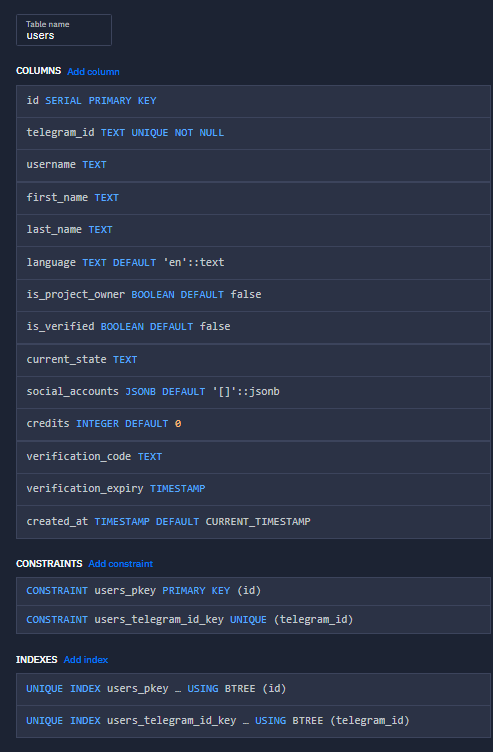 Table name
users
COLUMNS Add column
id SERIAL PRIMARY KEY
telegram_id TEXT UNIQUE NOT NULL
username TEXT
first_name TEXT
last_name TEXT
language TEXT DEFAULT 'en'::text
is_project_owner BOOLEAN DEFAULT false
is_verified BOOLEAN DEFAULT false
current_state TEXT
social_accounts JSONB DEFAULT '[]'::jsonb
credits INTEGER DEFAULT 0
verification_code TEXT
verification_expiry TIMESTAMP
created_at TIMESTAMP DEFAULT CURRENT_TIMESTAMP
CONSTRAINTS Add constraint
CONSTRAINT users_pkey PRIMARY KEY (id)
CONSTRAINT users_telegram_id_key UNIQUE (telegram_id)
INDEXES Add index
UNIQUE INDEX users_pkey … USING BTREE (id)
UNIQUE INDEX users_telegram_id_key … USING BTREE (telegram_id)